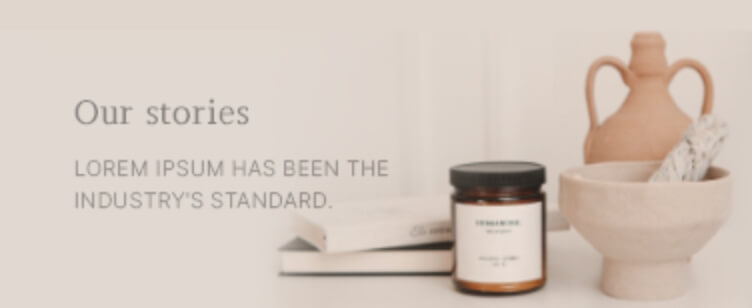 Our stories
LOREM IPSUM HAS BEEN THE
INDUSTRY'S STANDARD.